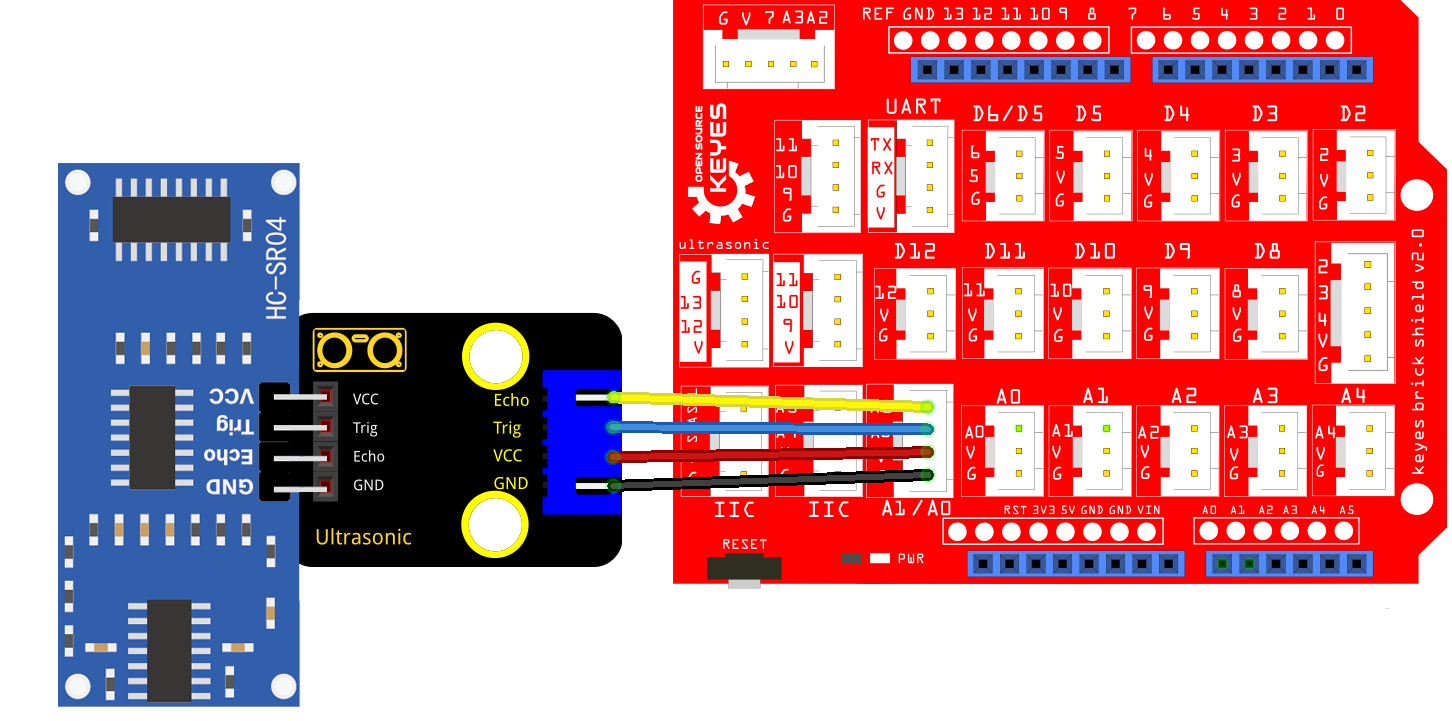 G V 7 A3A2
REF GND 13 12 11 10 9 8
7 6 5 4 3 2 1 0
OPEN SOURCE
KEYES
11
10
9
G
UART
TX
RX
G
V
D6/D5
6
5
G
D5
5
V
G
D4
4
V
G
D3
3
V
G
D2
2
V
G
ultrasonic
G
13
12
V
11
10
9
V
D12
12
V
G
D11
11
V
G
D10
10
V
G
D9
9
V
G
D8
8
V
G
2
3
4
V
G
keyes brick shield v2.0
IIC
IIC
A1/A0
A0
A0
V
G
A1
A1
V
G
A2
A2
V
G
A3
A3
V
G
A4
A4
V
G
RST 3V3 5V GND GND VIN
A0 A1 A2 A3 A4 A5
RESET
PWR
HC-SR04
VCC
Trig
Echo
GND
VCC
Trig
Echo
GND
Echo
Trig
VCC
GND
Ultrasonic